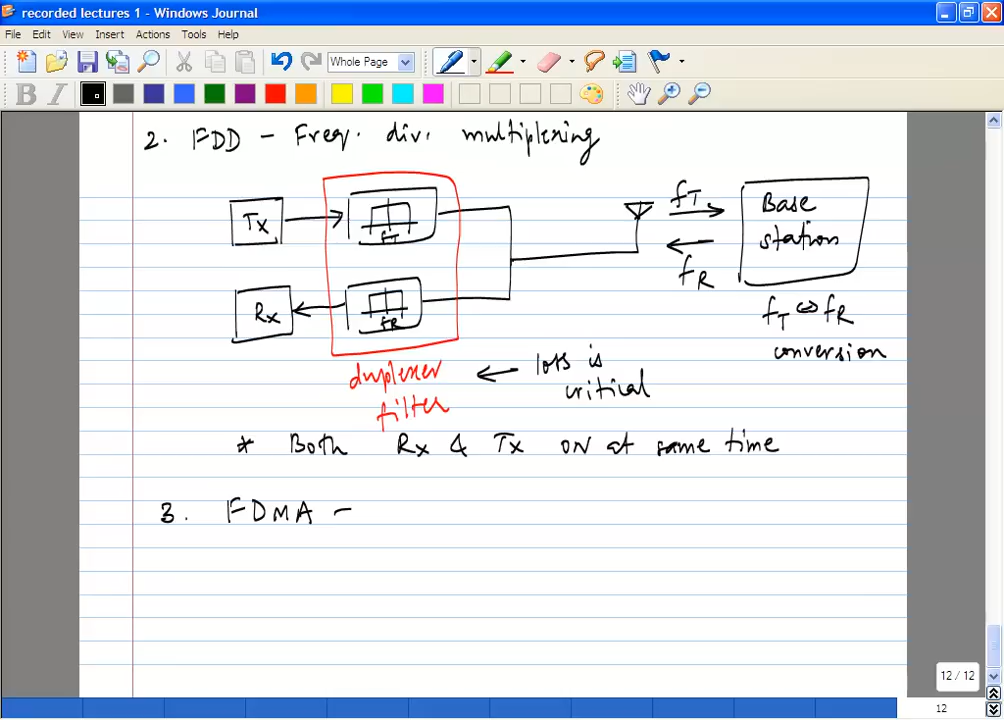 recorded lectures 1 - Windows Journal
File Edit View Insert Actions Tools Help
Whole Page
B I
2. FDD - Freq. div. multiplexing
Tx
fT
Rx
fR
fT
fR
Base
station
fT ⇔ fR
conversion
duplexer
filter
← loss is
critical
* Both Rx & Tx ON at same time
3. FDMA -
12 / 12
12